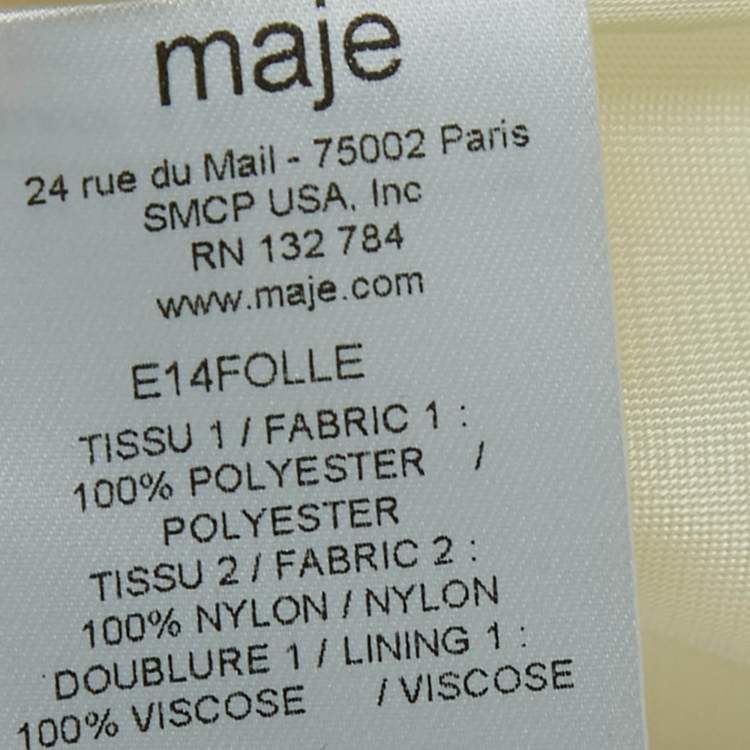 maje
24 rue du Mail - 75002 Paris
SMCP USA, Inc
RN 132 784
www.maje.com
E14FOLLE
TISSU 1 / FABRIC 1 :
100% POLYESTER /
POLYESTER
TISSU 2 / FABRIC 2 :
100% NYLON / NYLON
DOUBLURE 1 / LINING 1 :
100% VISCOSE / VISCOSE